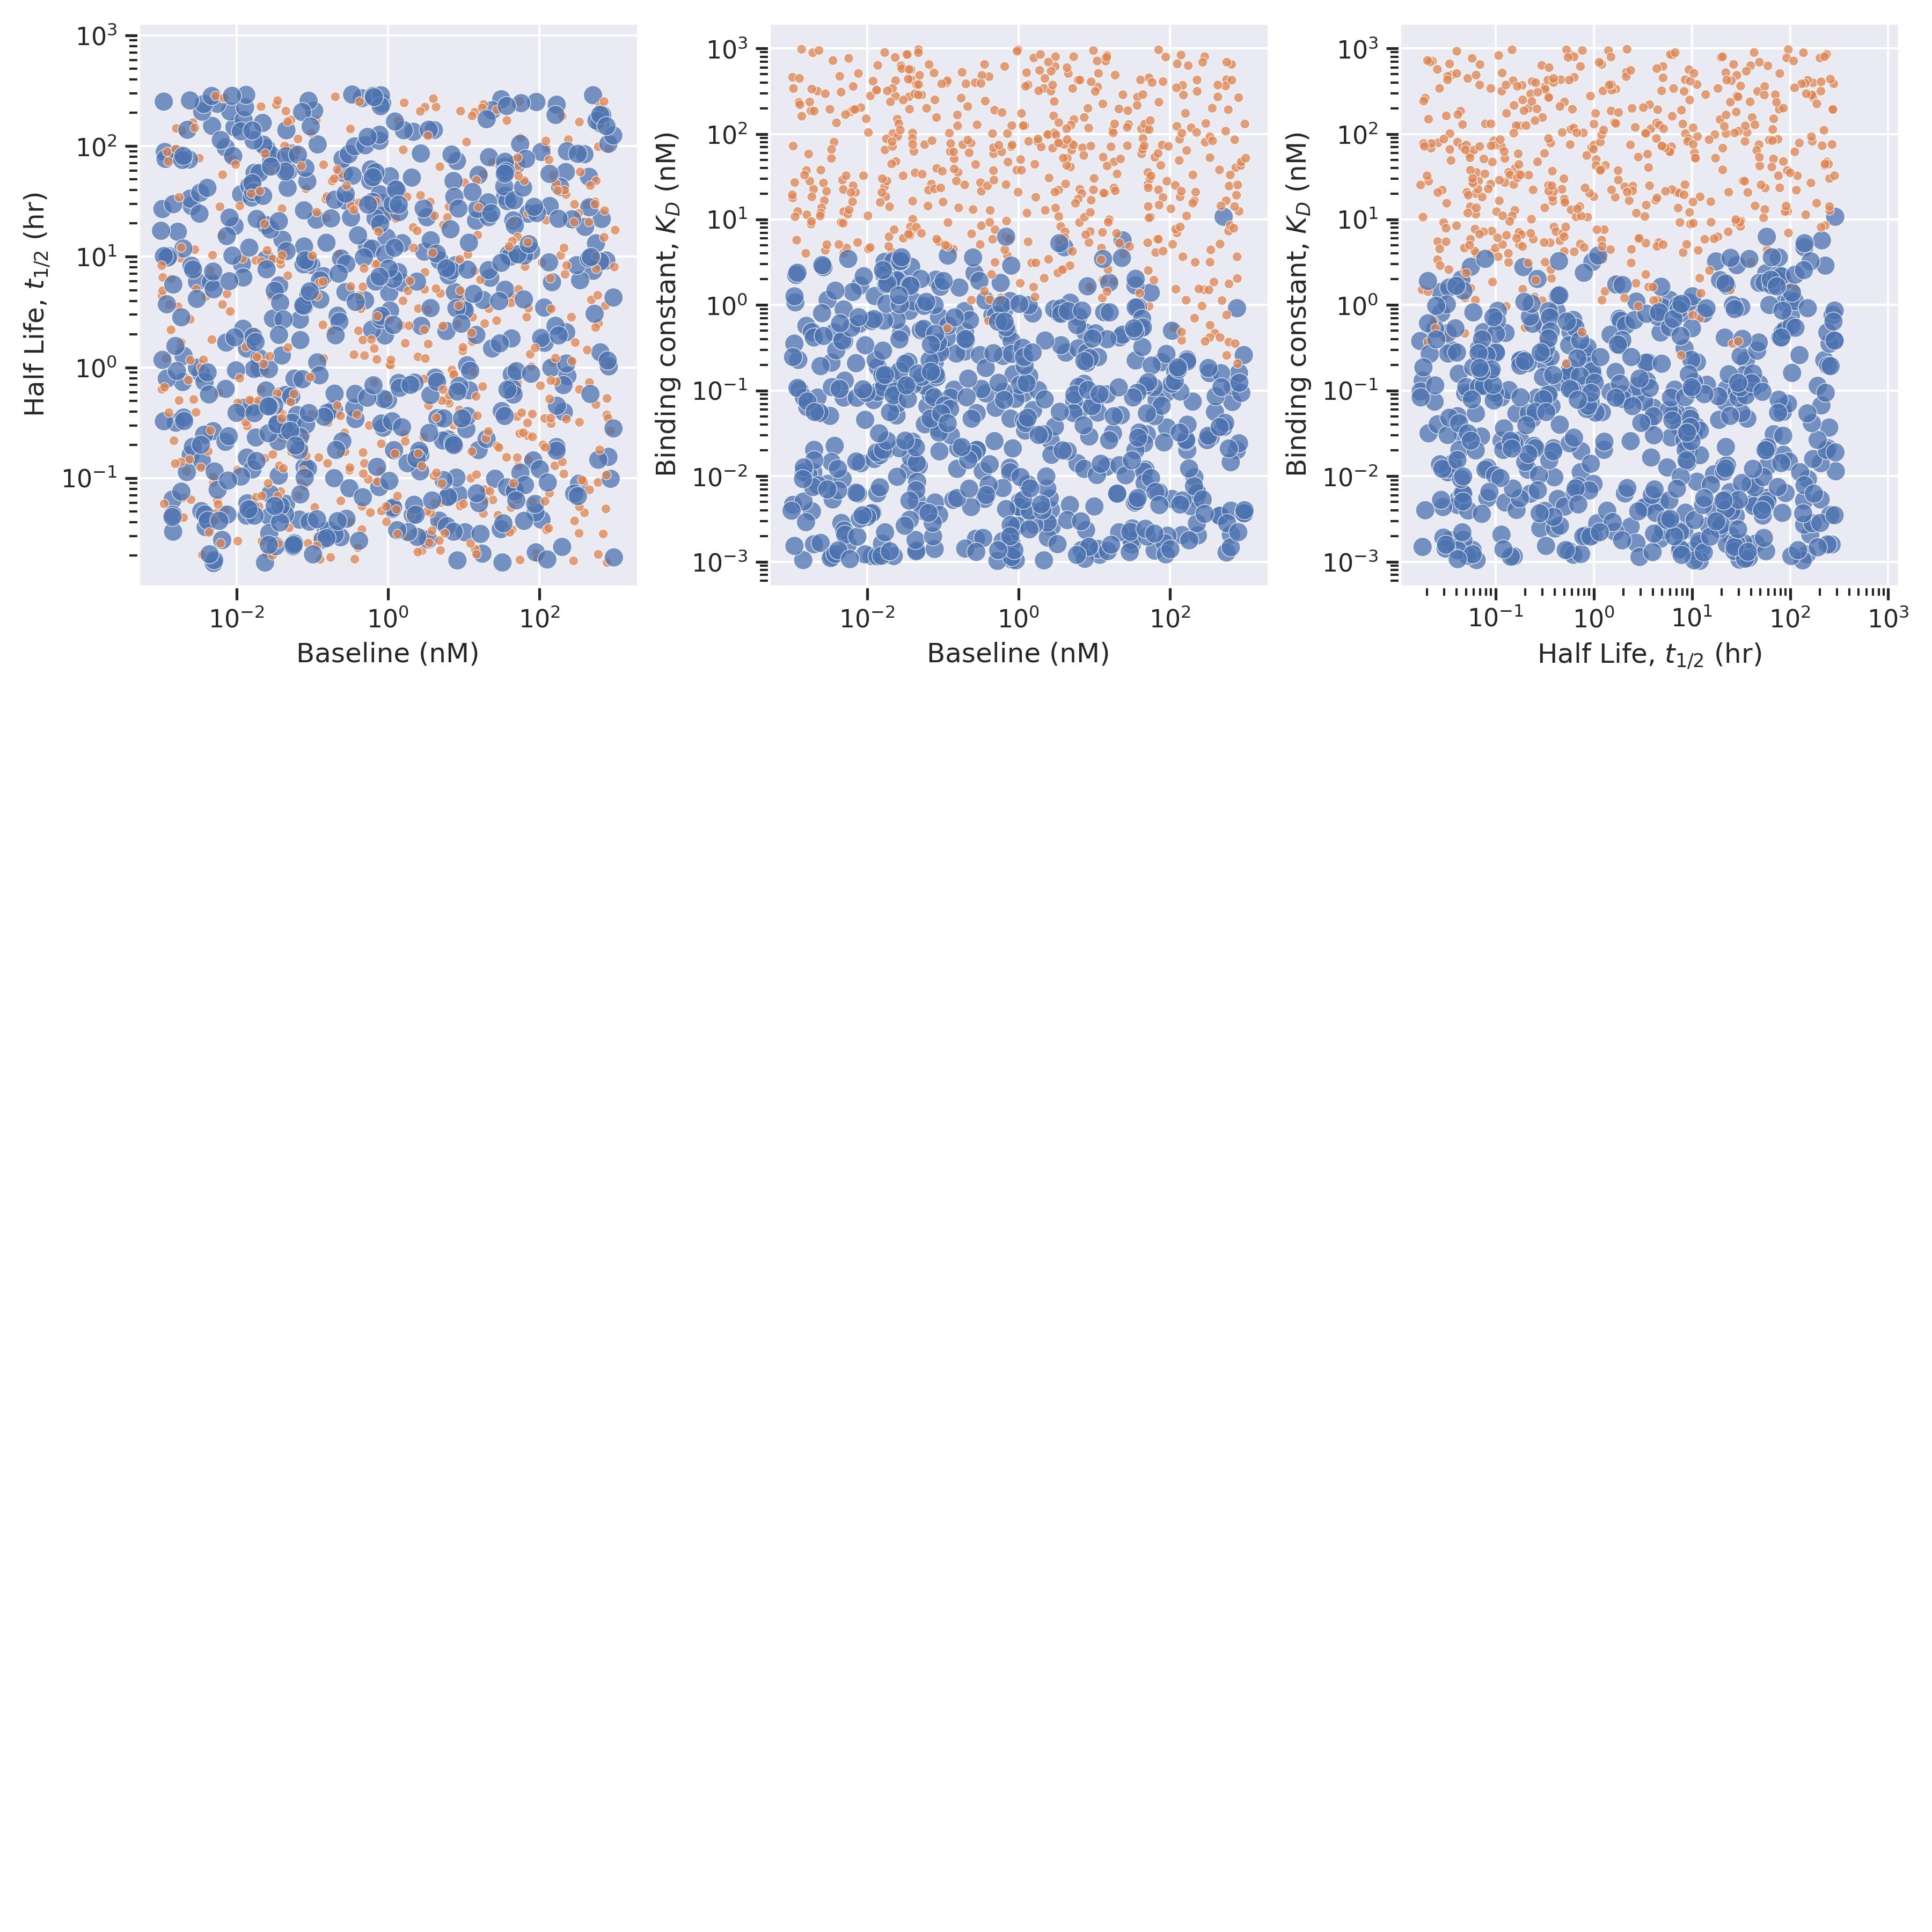 10³
10²
10¹
10⁰
10⁻¹
Half Life, t₁/₂ (hr)
10⁻² 10⁰ 10²
Baseline (nM)
10³
10²
10¹
10⁰
10⁻¹
10⁻²
10⁻³
Binding constant, K_D (nM)
10⁻² 10⁰ 10²
Baseline (nM)
10³
10²
10¹
10⁰
10⁻¹
10⁻²
10⁻³
Binding constant, K_D (nM)
10⁻¹ 10⁰ 10¹ 10² 10³
Half Life, t₁/₂ (hr)